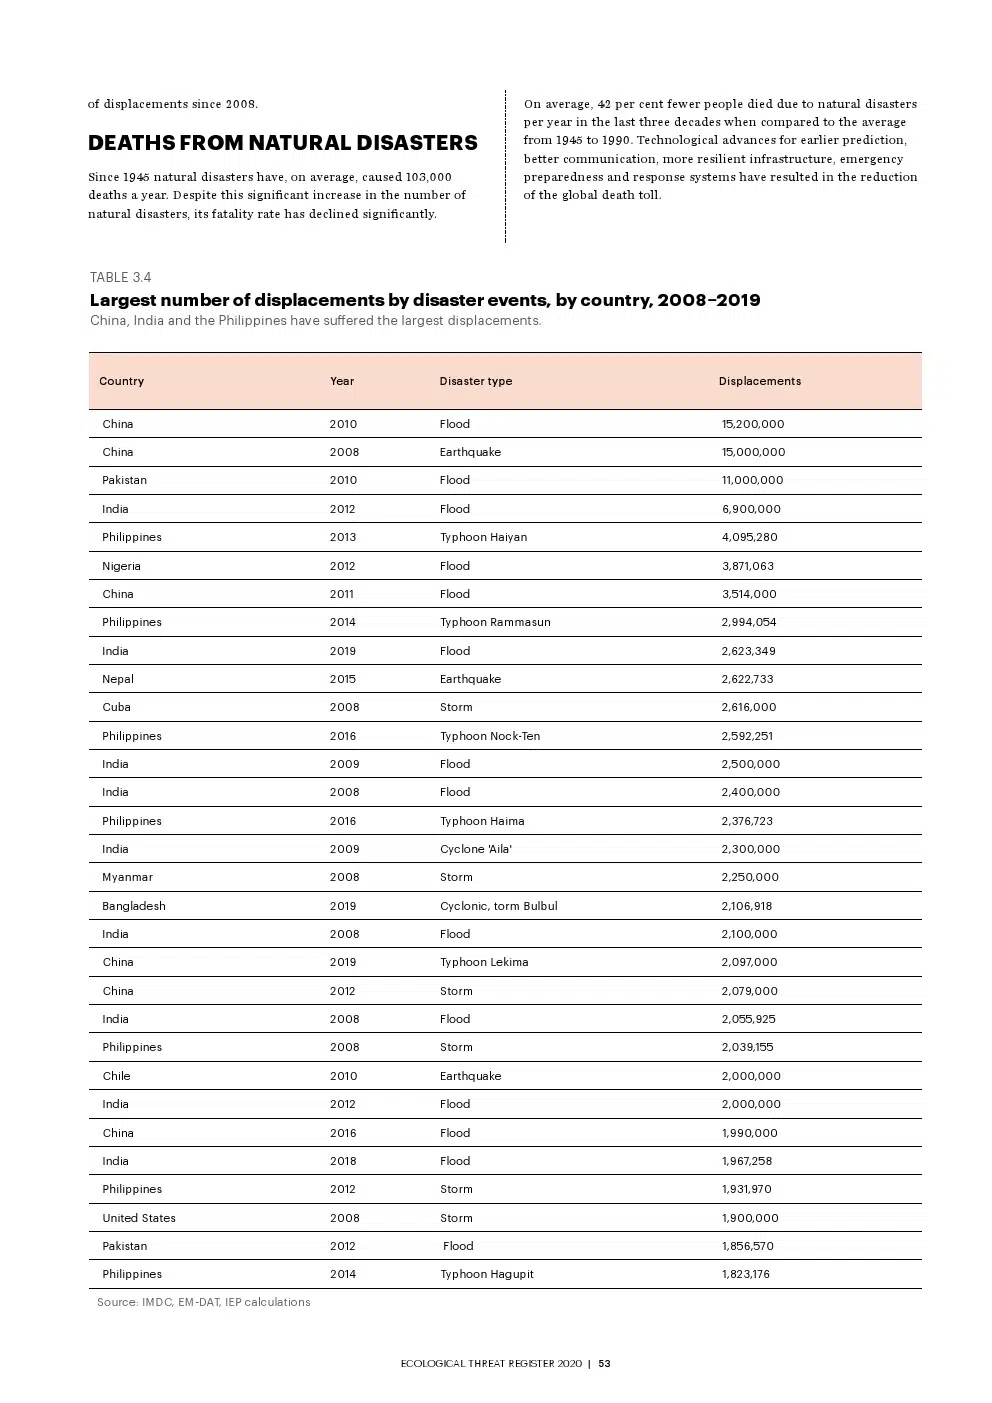 of displacements since 2008.
DEATHS FROM NATURAL DISASTERS
Since 1945 natural disasters have, on average, caused 103,000
deaths a year. Despite this significant increase in the number of
natural disasters, its fatality rate has declined significantly.
On average, 42 per cent fewer people died due to natural disasters
per year in the last three decades when compared to the average
from 1945 to 1990. Technological advances for earlier prediction,
better communication, more resilient infrastructure, emergency
preparedness and response systems have resulted in the reduction
of the global death toll.
TABLE 3.4
Largest number of displacements by disaster events, by country, 2008–2019
China, India and the Philippines have suffered the largest displacements.
Country Year Disaster type Displacements
China 2010 Flood 15,200,000
China 2008 Earthquake 15,000,000
Pakistan 2010 Flood 11,000,000
India 2012 Flood 6,900,000
Philippines 2013 Typhoon Haiyan 4,095,280
Nigeria 2012 Flood 3,871,063
China 2011 Flood 3,514,000
Philippines 2014 Typhoon Rammasun 2,994,054
India 2019 Flood 2,623,349
Nepal 2015 Earthquake 2,622,733
Cuba 2008 Storm 2,616,000
Philippines 2016 Typhoon Nock-Ten 2,592,251
India 2009 Flood 2,500,000
India 2008 Flood 2,400,000
Philippines 2016 Typhoon Haima 2,376,723
India 2009 Cyclone 'Aila' 2,300,000
Myanmar 2008 Storm 2,250,000
Bangladesh 2019 Cyclonic, torm Bulbul 2,106,918
India 2008 Flood 2,100,000
China 2019 Typhoon Lekima 2,097,000
China 2012 Storm 2,079,000
India 2008 Flood 2,055,925
Philippines 2008 Storm 2,039,155
Chile 2010 Earthquake 2,000,000
India 2012 Flood 2,000,000
China 2016 Flood 1,990,000
India 2018 Flood 1,967,258
Philippines 2012 Storm 1,931,970
United States 2008 Storm 1,900,000
Pakistan 2012 Flood 1,856,570
Philippines 2014 Typhoon Hagupit 1,823,176
Source: IMDC, EM-DAT, IEP calculations
ECOLOGICAL THREAT REGISTER 2020 | 53